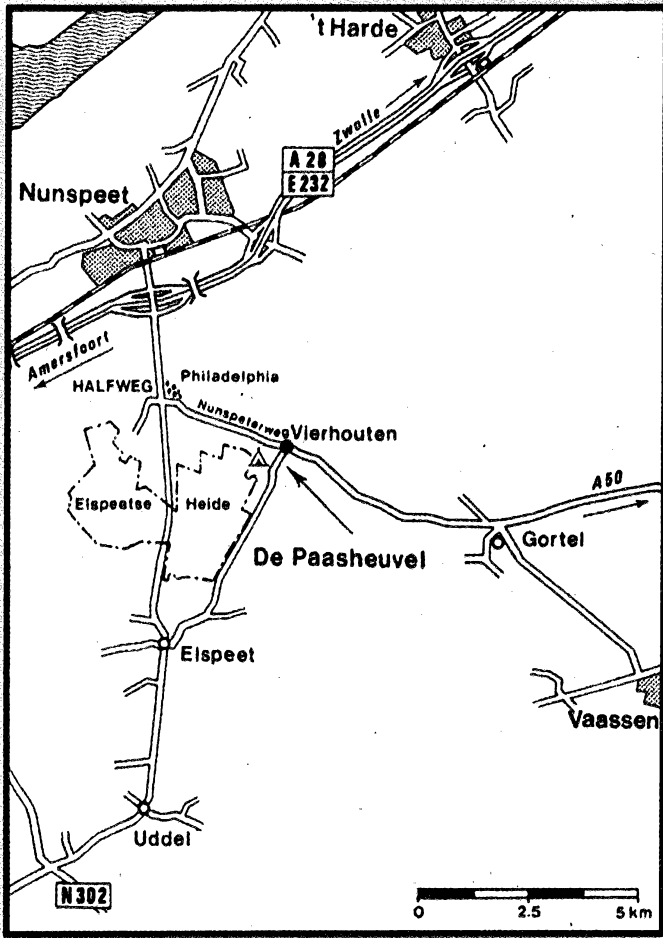 't Harde
Zwolle
A 28
E 232
Nunspeet
Amersfoort
Philadelphia
HALFWEG
Nunspeterweg
Vierhouten
Elspeetse Heide
A50
Gortel
De Paasheuvel
Elspeet
Vaassen
Uddel
N302
0 2.5 5 km